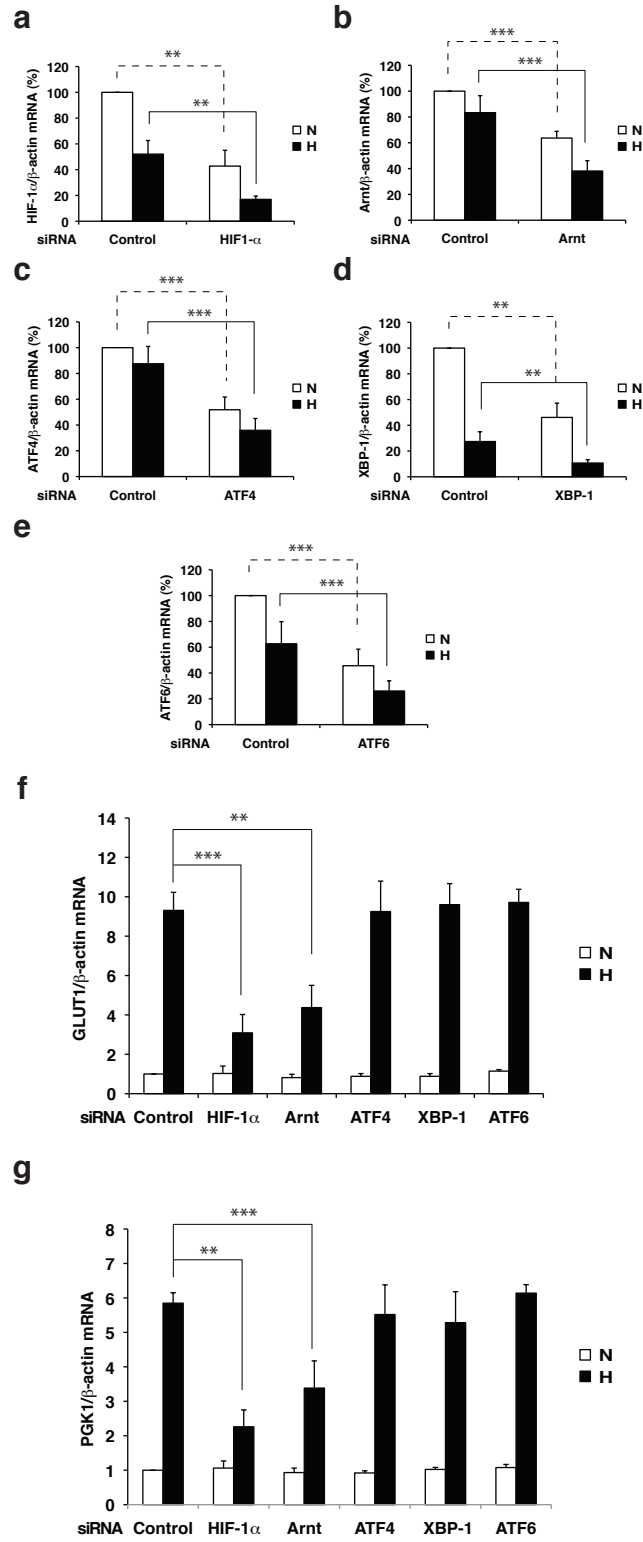 a
HIF-1α/β-actin mRNA (%)
120
100
80
60
40
20
0
**
**
N
H
siRNA Control HIF1-α
b
Arnt/β-actin mRNA (%)
120
100
80
60
40
20
0
***
***
N
H
siRNA Control Arnt
c
ATF4/β-actin mRNA (%)
120
100
80
60
40
20
0
***
***
N
H
siRNA Control ATF4
d
XBP-1/β-actin mRNA (%)
120
100
80
60
40
20
0
**
**
N
H
siRNA Control XBP-1
e
ATF6/β-actin mRNA (%)
120
100
80
60
40
20
0
***
***
N
H
siRNA Control ATF6
f
GLUT1/β-actin mRNA
14
12
10
8
6
4
2
0
**
***
N
H
siRNA Control HIF-1α Arnt ATF4 XBP-1 ATF6
g
PGK1/β-actin mRNA
8
7
6
5
4
3
2
1
0
***
**
N
H
siRNA Control HIF-1α Arnt ATF4 XBP-1 ATF6